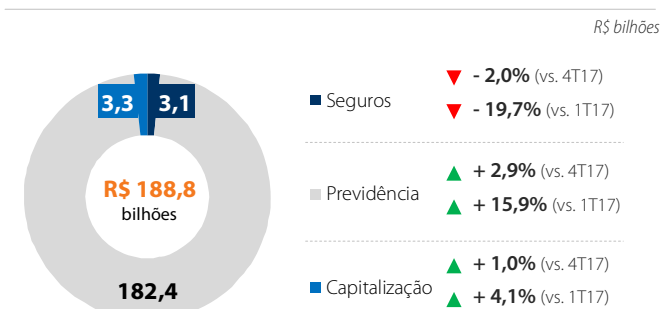 R$ bilhões
3,3
3,1
R$ 188,8
bilhões
182,4
Seguros
- 2,0% (vs. 4T17)
- 19,7% (vs. 1T17)
Previdência
+ 2,9% (vs. 4T17)
+ 15,9% (vs. 1T17)
Capitalização
+ 1,0% (vs. 4T17)
+ 4,1% (vs. 1T17)